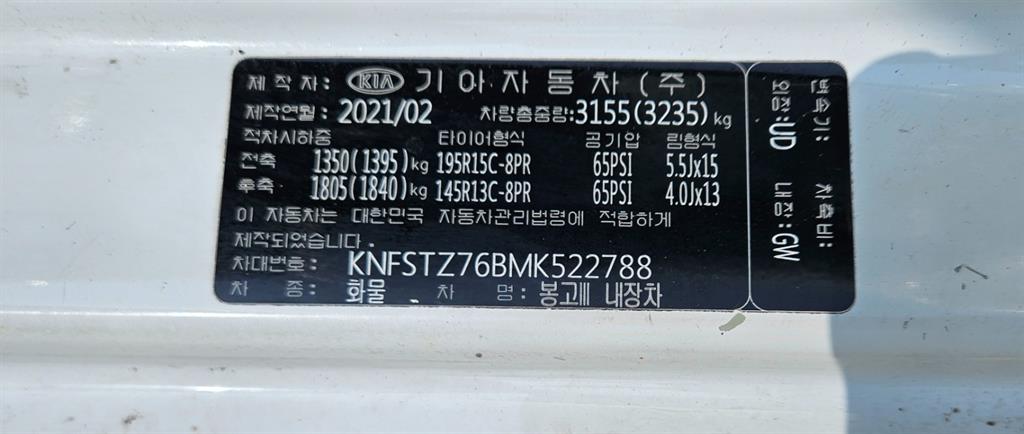 제 작 자: KIA 기아자동차(주)
제작연월: 2021/02 차량총중량:3155(3235)kg
적차시하중 타이어형식 공기압 림형식
전축 1350(1395)kg 195R15C-8PR 65PSI 5.5Jx15
후축 1805(1840)kg 145R13C-8PR 65PSI 4.0Jx13
이 자동차는 대한민국 자동차관리법령에 적합하게
제작되었습니다.
차대번호: KNFSTZ76BMK522788
차 종: 화물 차 명: 봉고Ⅲ 내장차
변속기: 차축비:
외장:UD 내장:GW